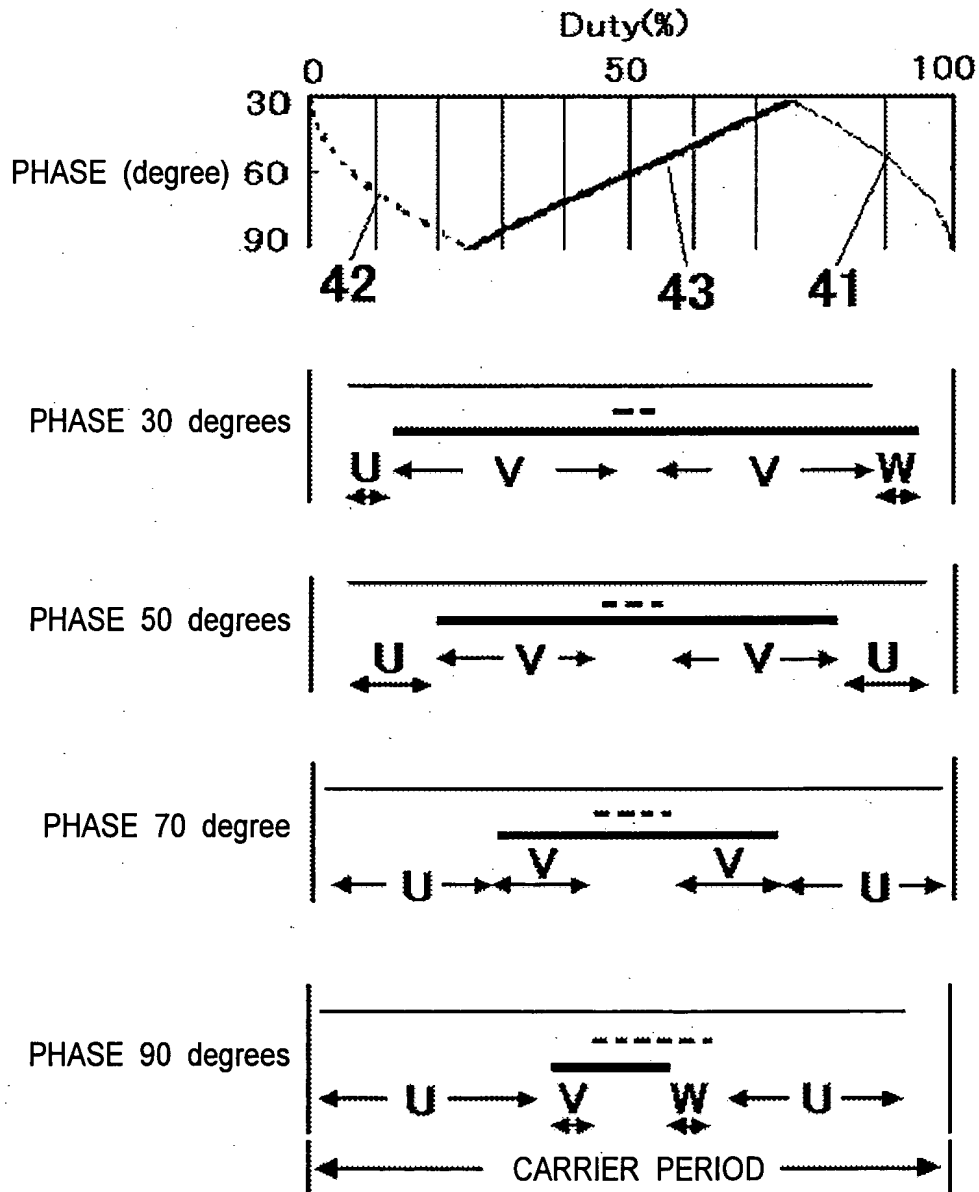 Duty(%)
0 50 100
30
PHASE (degree) 60
90
42 43 41
PHASE 30 degrees
U V V W
PHASE 50 degrees
U V V U
PHASE 70 degree
V V
U U
PHASE 90 degrees
U V W U
CARRIER PERIOD